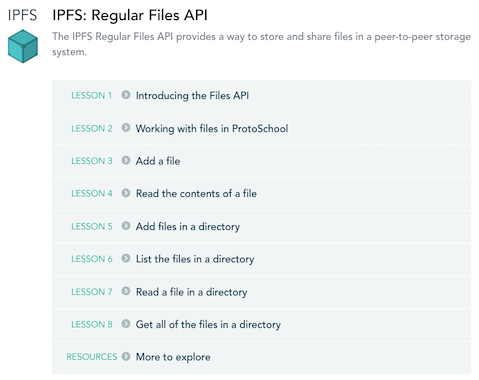 IPFS
IPFS: Regular Files API
The IPFS Regular Files API provides a way to store and share files in a peer-to-peer storage
system.
LESSON 1 Introducing the Files API
LESSON 2 Working with files in ProtoSchool
LESSON 3 Add a file
LESSON 4 Read the contents of a file
LESSON 5 Add files in a directory
LESSON 6 List the files in a directory
LESSON 7 Read a file in a directory
LESSON 8 Get all of the files in a directory
RESOURCES More to explore